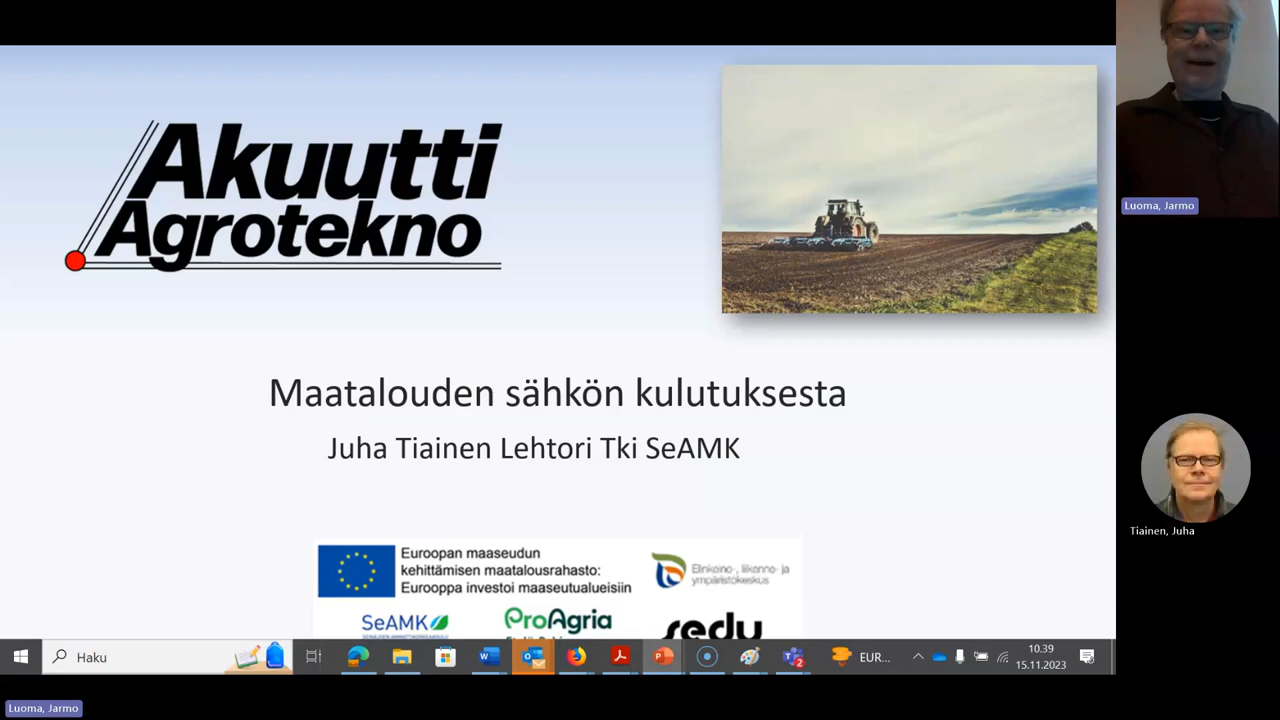 Akuutti
Agrotekno
Maatalouden sähkön kulutuksesta
Juha Tiainen Lehtori Tki SeAMK
Euroopan maaseudun
kehittämisen maatalousrahasto:
Eurooppa investoi maaseutualueisiin
Elinkeino-, liikenne- ja
ympäristökeskus
SeAMK
ProAgria
sedu
Luoma, Jarmo
Tiainen, Juha
Haku
EUR...
10.39
15.11.2023
Luoma, Jarmo